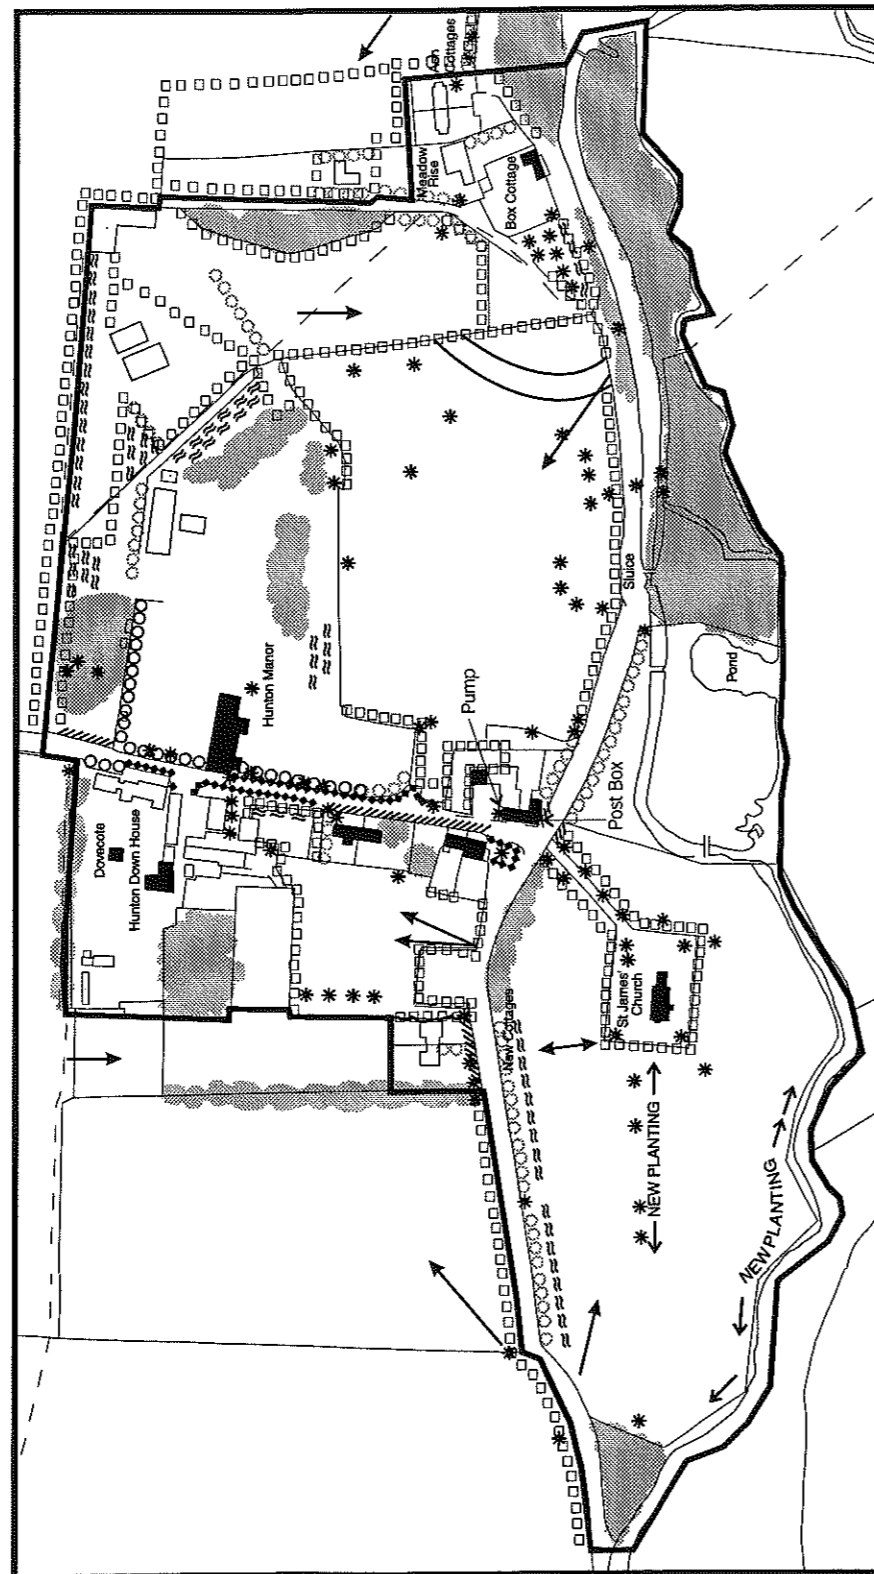 Ash
Cottages
Meadow
Rise
Box Cottage
Sluice
Pond
Hunton Manor
Pump
Post Box
Dovecote
Hunton Down House
St James'
Church
New Cottages
NEW PLANTING
NEW PLANTING